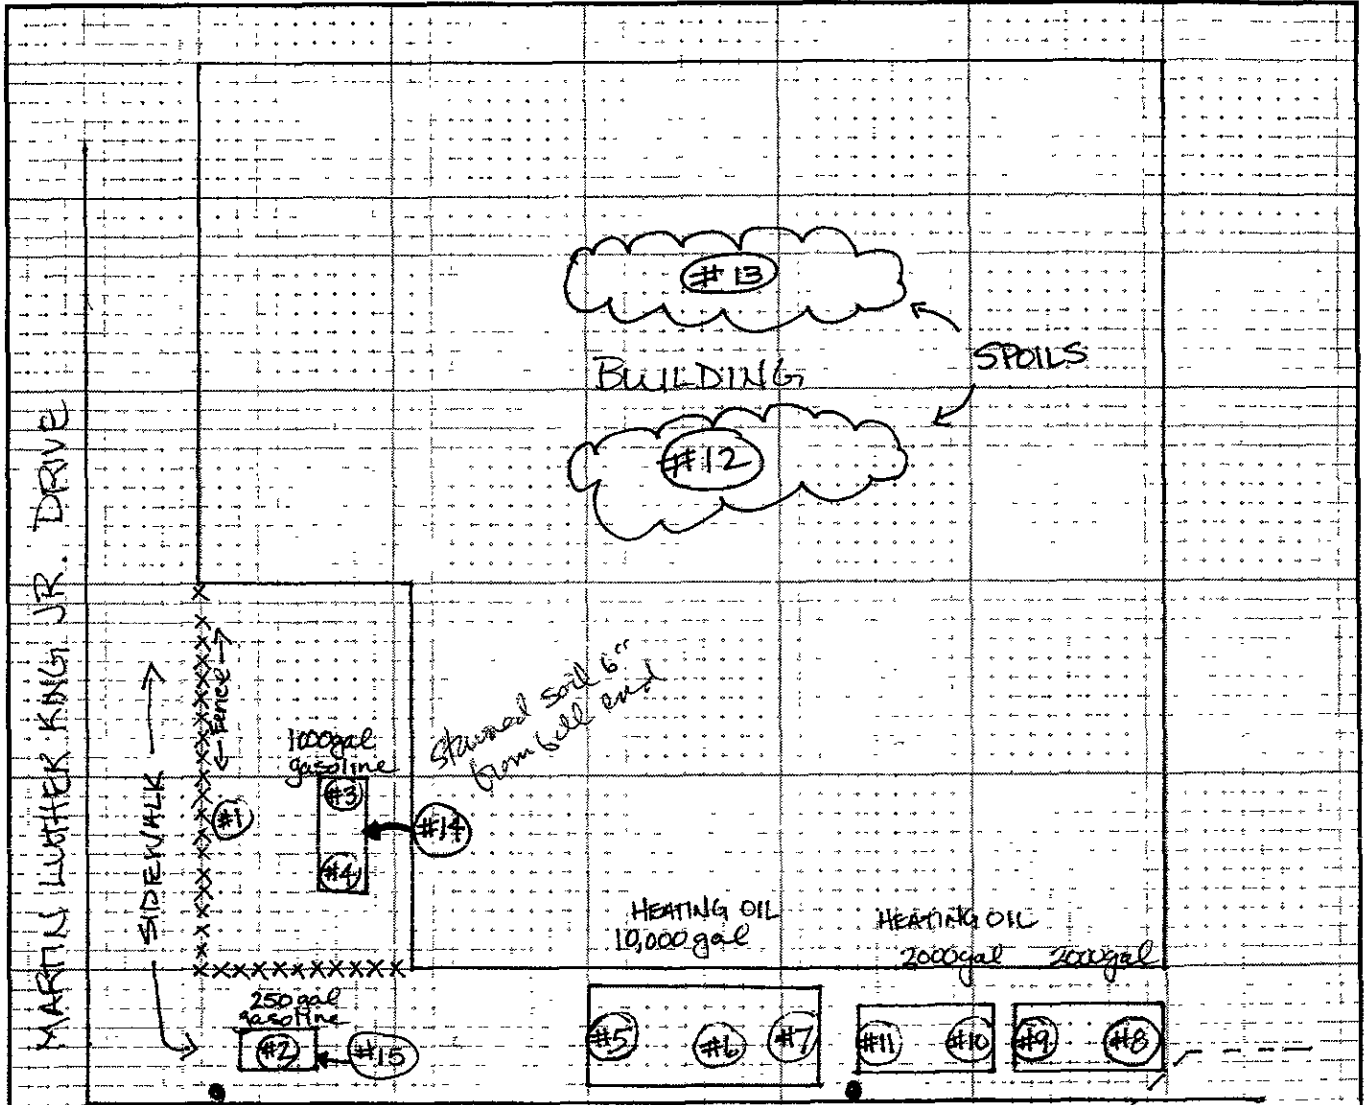 #13
SPOILS
BUILDING
#12
MARTIN LUTHER KING JR. DRIVE
SIDEWALK
Fence
stained soil 6"
from fill end
1000gal
gasoline
#3
#1
#14
#4
HEATING OIL
10,000gal
HEATING OIL
2000gal 2000gal
250gal
gasoline
#2
#15
#5
#6
#7
#11
#10
#9
#8